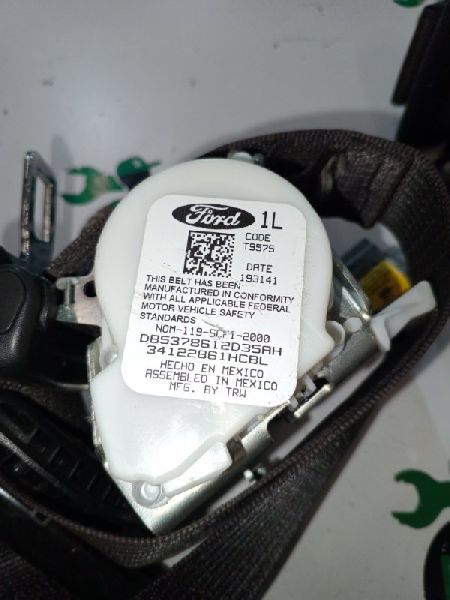 Ford 1L
CODE
T9576
DATE
193141
THIS BELT HAS BEEN
MANUFACTURED IN CONFORMITY
WITH ALL APPLICABLE FEDERAL
MOTOR VEHICLE SAFETY
STANDARDS
NOM-119-SCFI-2000
DB5378612D35AH
34122861HCBL
HECHO EN MEXICO
ASSEMBLED IN MEXICO
MFG. BY TRW